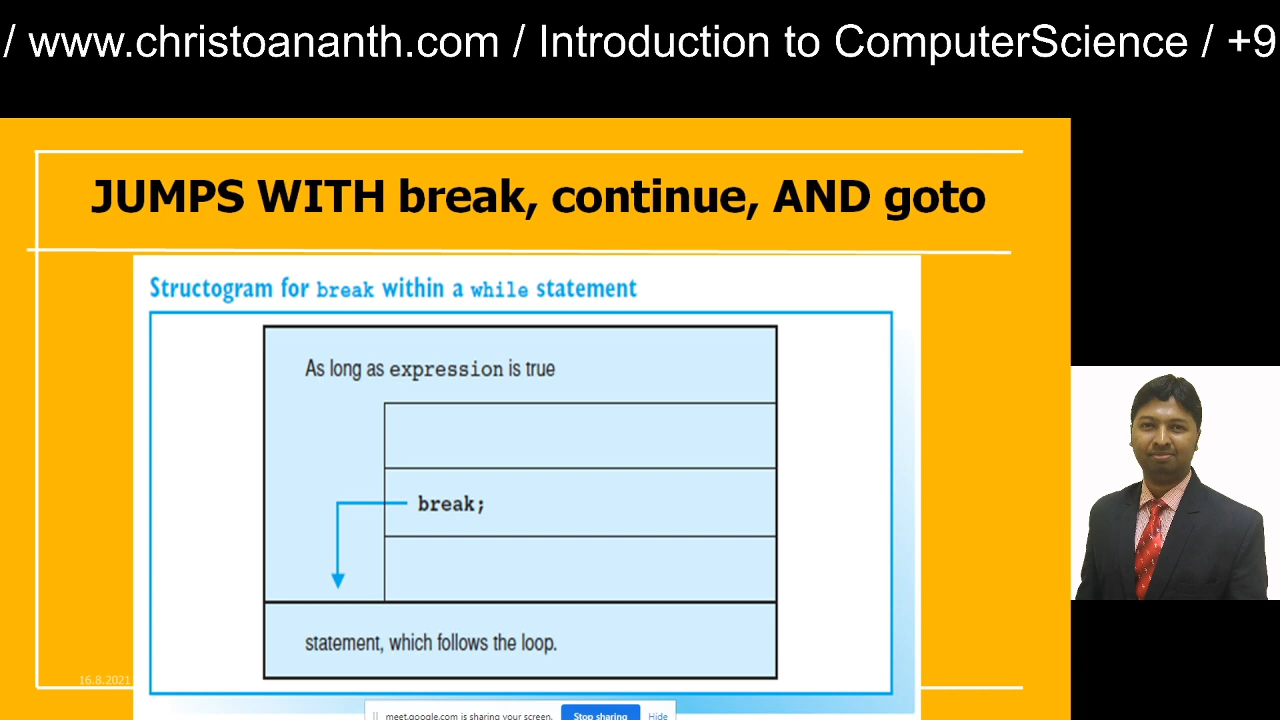 / www.christoananth.com / Introduction to ComputerScience / +9
JUMPS WITH break, continue, AND goto
Structogram for break within a while statement
As long as expression is true
break;
statement, which follows the loop.
16.8.2021
meet.google.com is sharing your screen.
Stop sharing
Hide